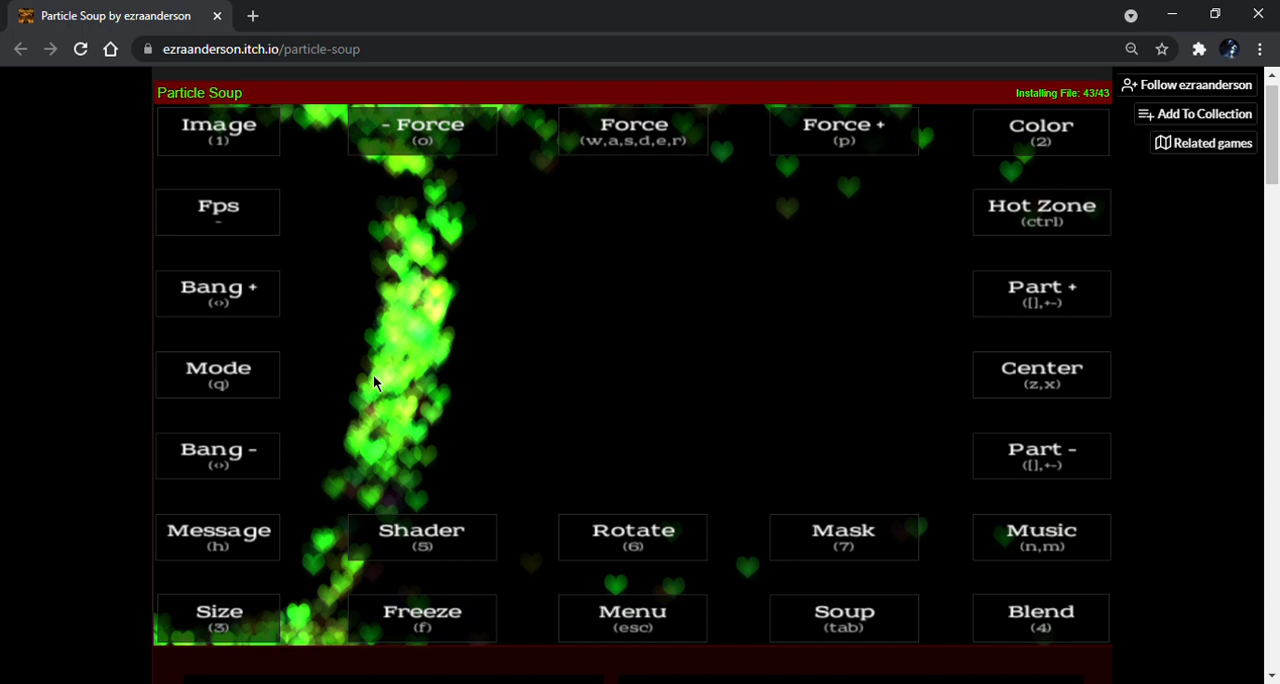 Particle Soup by ezraanderson
ezraanderson.itch.io/particle-soup
Particle Soup
Installing File: 43/43
Follow ezraanderson
Add To Collection
Related games
Image
(1)
- Force
(o)
Force
(w,a,s,d,e,r)
Force +
(p)
Color
(2)
Fps
-
Hot Zone
(ctrl)
Bang +
(<>)
Part +
([],+-)
Mode
(q)
Center
(z,x)
Bang -
(<>)
Part -
([],+-)
Message
(h)
Shader
(5)
Rotate
(6)
Mask
(7)
Music
(n,m)
Size
(3)
Freeze
(f)
Menu
(esc)
Soup
(tab)
Blend
(4)